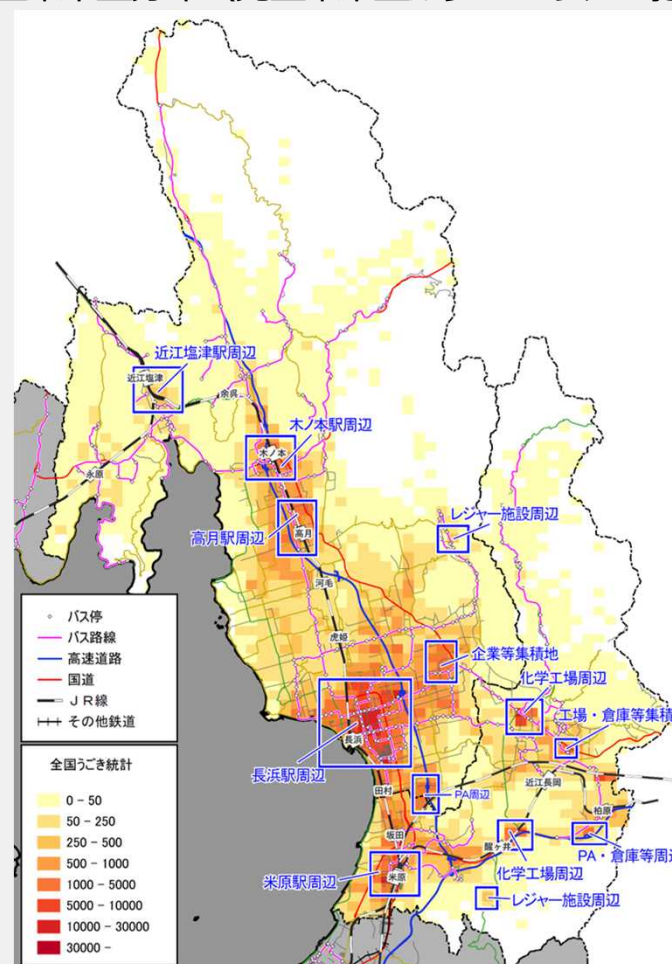 近江塩津駅周辺
近江塩津
余呉
木ノ本駅周辺
木ノ本
永原
高月駅周辺
高月
レジャー施設周辺
河毛
虎姫
企業等集積地
化学工場周辺
工場・倉庫等集積
長浜
長浜駅周辺
田村
PA周辺
近江長岡
柏原
坂田
醒ヶ井
PA・倉庫等周
化学工場周辺
米原駅周辺
米原
レジャー施設周辺
バス停
バス路線
高速道路
国道
JR線
その他鉄道
全国うごき統計
0 - 50
50 - 250
250 - 500
500 - 1000
1000 - 5000
5000 - 10000
10000 - 30000
30000 -